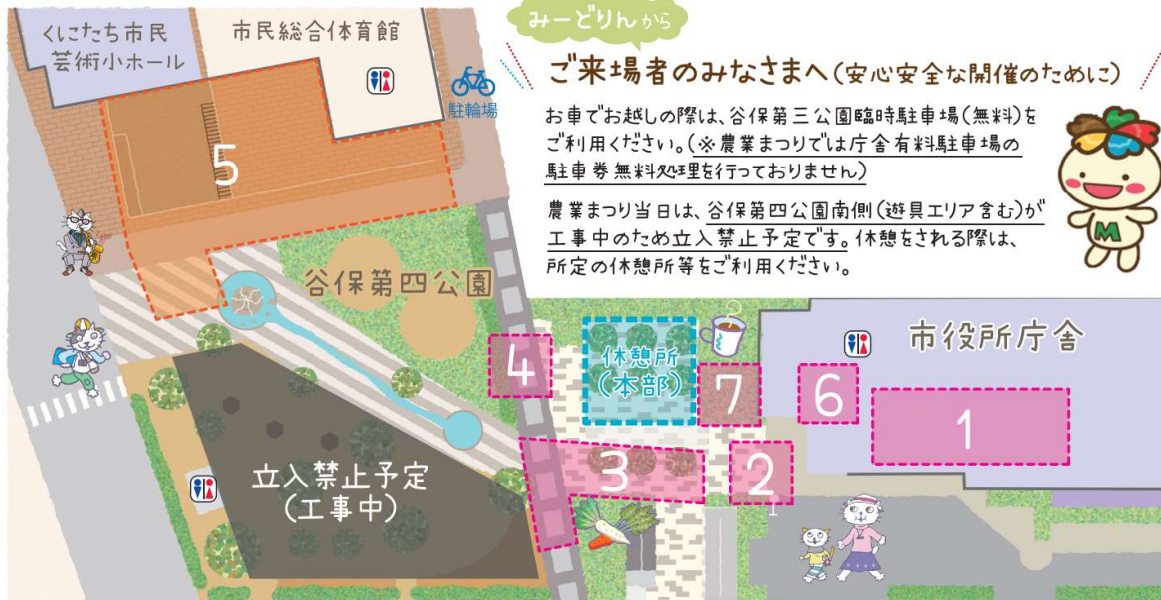 くにたち市民
芸術小ホール
市民総合体育館
駐輪場
みーどりんから
ご来場者のみなさまへ(安心安全な開催のために)
お車でお越しの際は、谷保第三公園臨時駐車場(無料)を
ご利用ください。(※農業まつりでは庁舎有料駐車場の
駐車券無料処理を行っておりません)
農業まつり当日は、谷保第四公園南側(遊具エリア含む)が
工事中のため立入禁止予定です。休憩をされる際は、
所定の休憩所等をご利用ください。
M
5
谷保第四公園
4
休憩所
(本部)
7
市役所庁舎
6
1
3
2
立入禁止予定
(工事中)